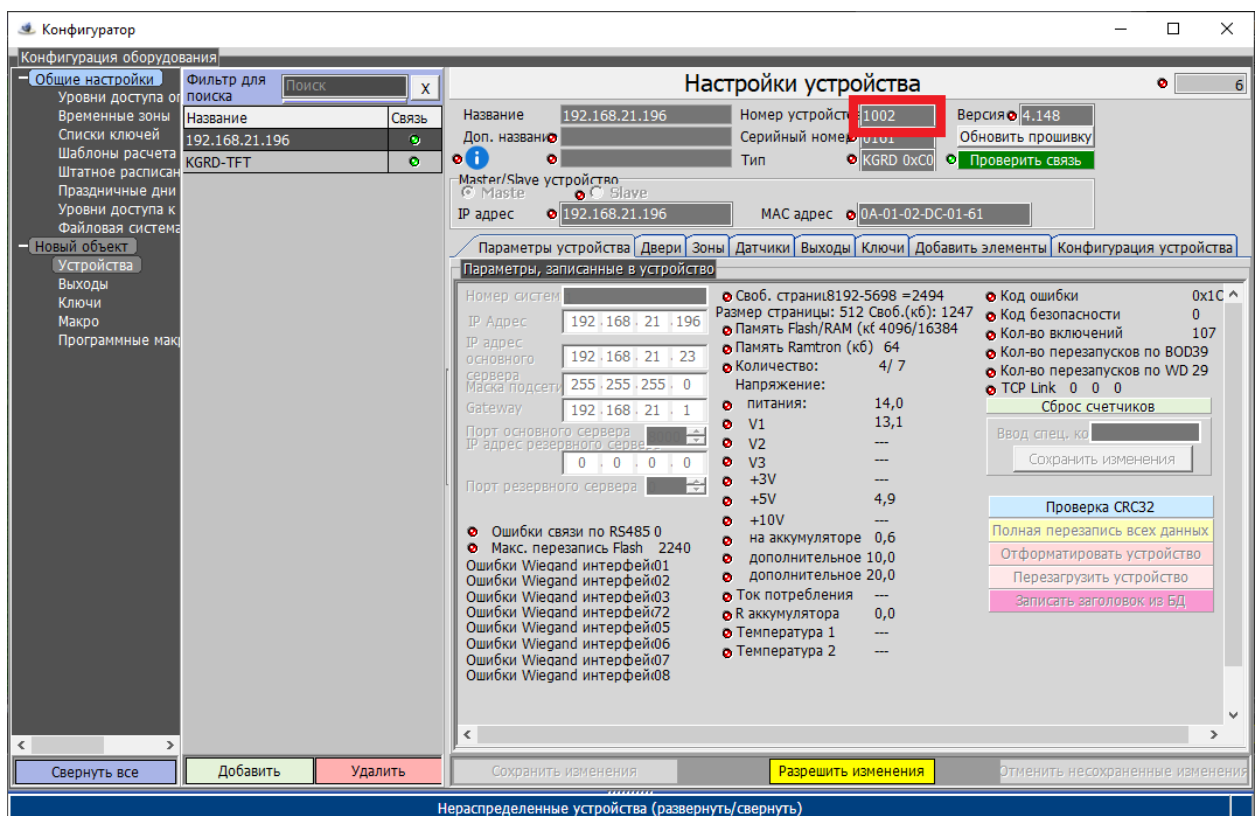 Конфигуратор
Конфигурация оборудования
Общие настройки
Уровни доступа оп
Временные зоны
Списки ключей
Шаблоны расчета
Штатное расписан
Праздничные дни
Уровни доступа к
Файловая система
Новый объект
Устройства
Выходы
Ключи
Макро
Программные мак
Свернуть все
Фильтр для поиска
Поиск
X
Название Связь
192.168.21.196
KGRD-TFT
Добавить Удалить
Настройки устройства 6
Название 192.168.21.196 Номер устройст 1002 Версия 4.148
Доп. названи Серийный номер 0161 Обновить прошивку
i Тип KGRD 0xC0 Проверить связь
Master/Slave устройство
Maste Slave
IP адрес 192.168.21.196 MAC адрес 0A-01-02-DC-01-61
Параметры устройства Двери Зоны Датчики Выходы Ключи Добавить элементы Конфигурация устройства
Параметры, записанные в устройство
Номер систем
IP Адрес 192.168.21.196
IP адрес основного сервера 192.168.21.23
Маска подсети 255.255.255.0
Gateway 192.168.21.1
Порт основного сервера
IP адрес резервного сервера
0.0.0.0
Порт резервного сервера
Ошибки связи по RS485 0
Макс. перезапись Flash 2240
Ошибки Wiegand интерфей01
Ошибки Wiegand интерфей02
Ошибки Wiegand интерфей03
Ошибки Wiegand интерфей72
Ошибки Wiegand интерфей05
Ошибки Wiegand интерфей06
Ошибки Wiegand интерфей07
Ошибки Wiegand интерфей08
Своб. страниц8192-5698 =2494
Размер страницы: 512 Своб.(кб): 1247
Память Flash/RAM (кб 4096/16384
Память Ramtron (кб) 64
Количество: 4/ 7
Напряжение:
питания: 14,0
V1 13,1
V2 ---
V3 ---
+3V ---
+5V 4,9
+10V ---
на аккумуляторе 0,6
дополнительное 10,0
дополнительное 20,0
Ток потребления ---
R аккумулятора 0,0
Температура 1 ---
Температура 2 ---
Код ошибки 0x1C
Код безопасности 0
Кол-во включений 107
Кол-во перезапусков по BOD39
Кол-во перезапусков по WD 29
TCP Link 0 0 0
Сброс счетчиков
Ввод спец. ко
Сохранить изменения
Проверка CRC32
Полная перезапись всех данных
Отформатировать устройство
Перезагрузить устройство
Записать заголовок из БД
Сохранить изменения Разрешить изменения Отменить несохраненные изменения
Нераспределенные устройства (развернуть/свернуть)